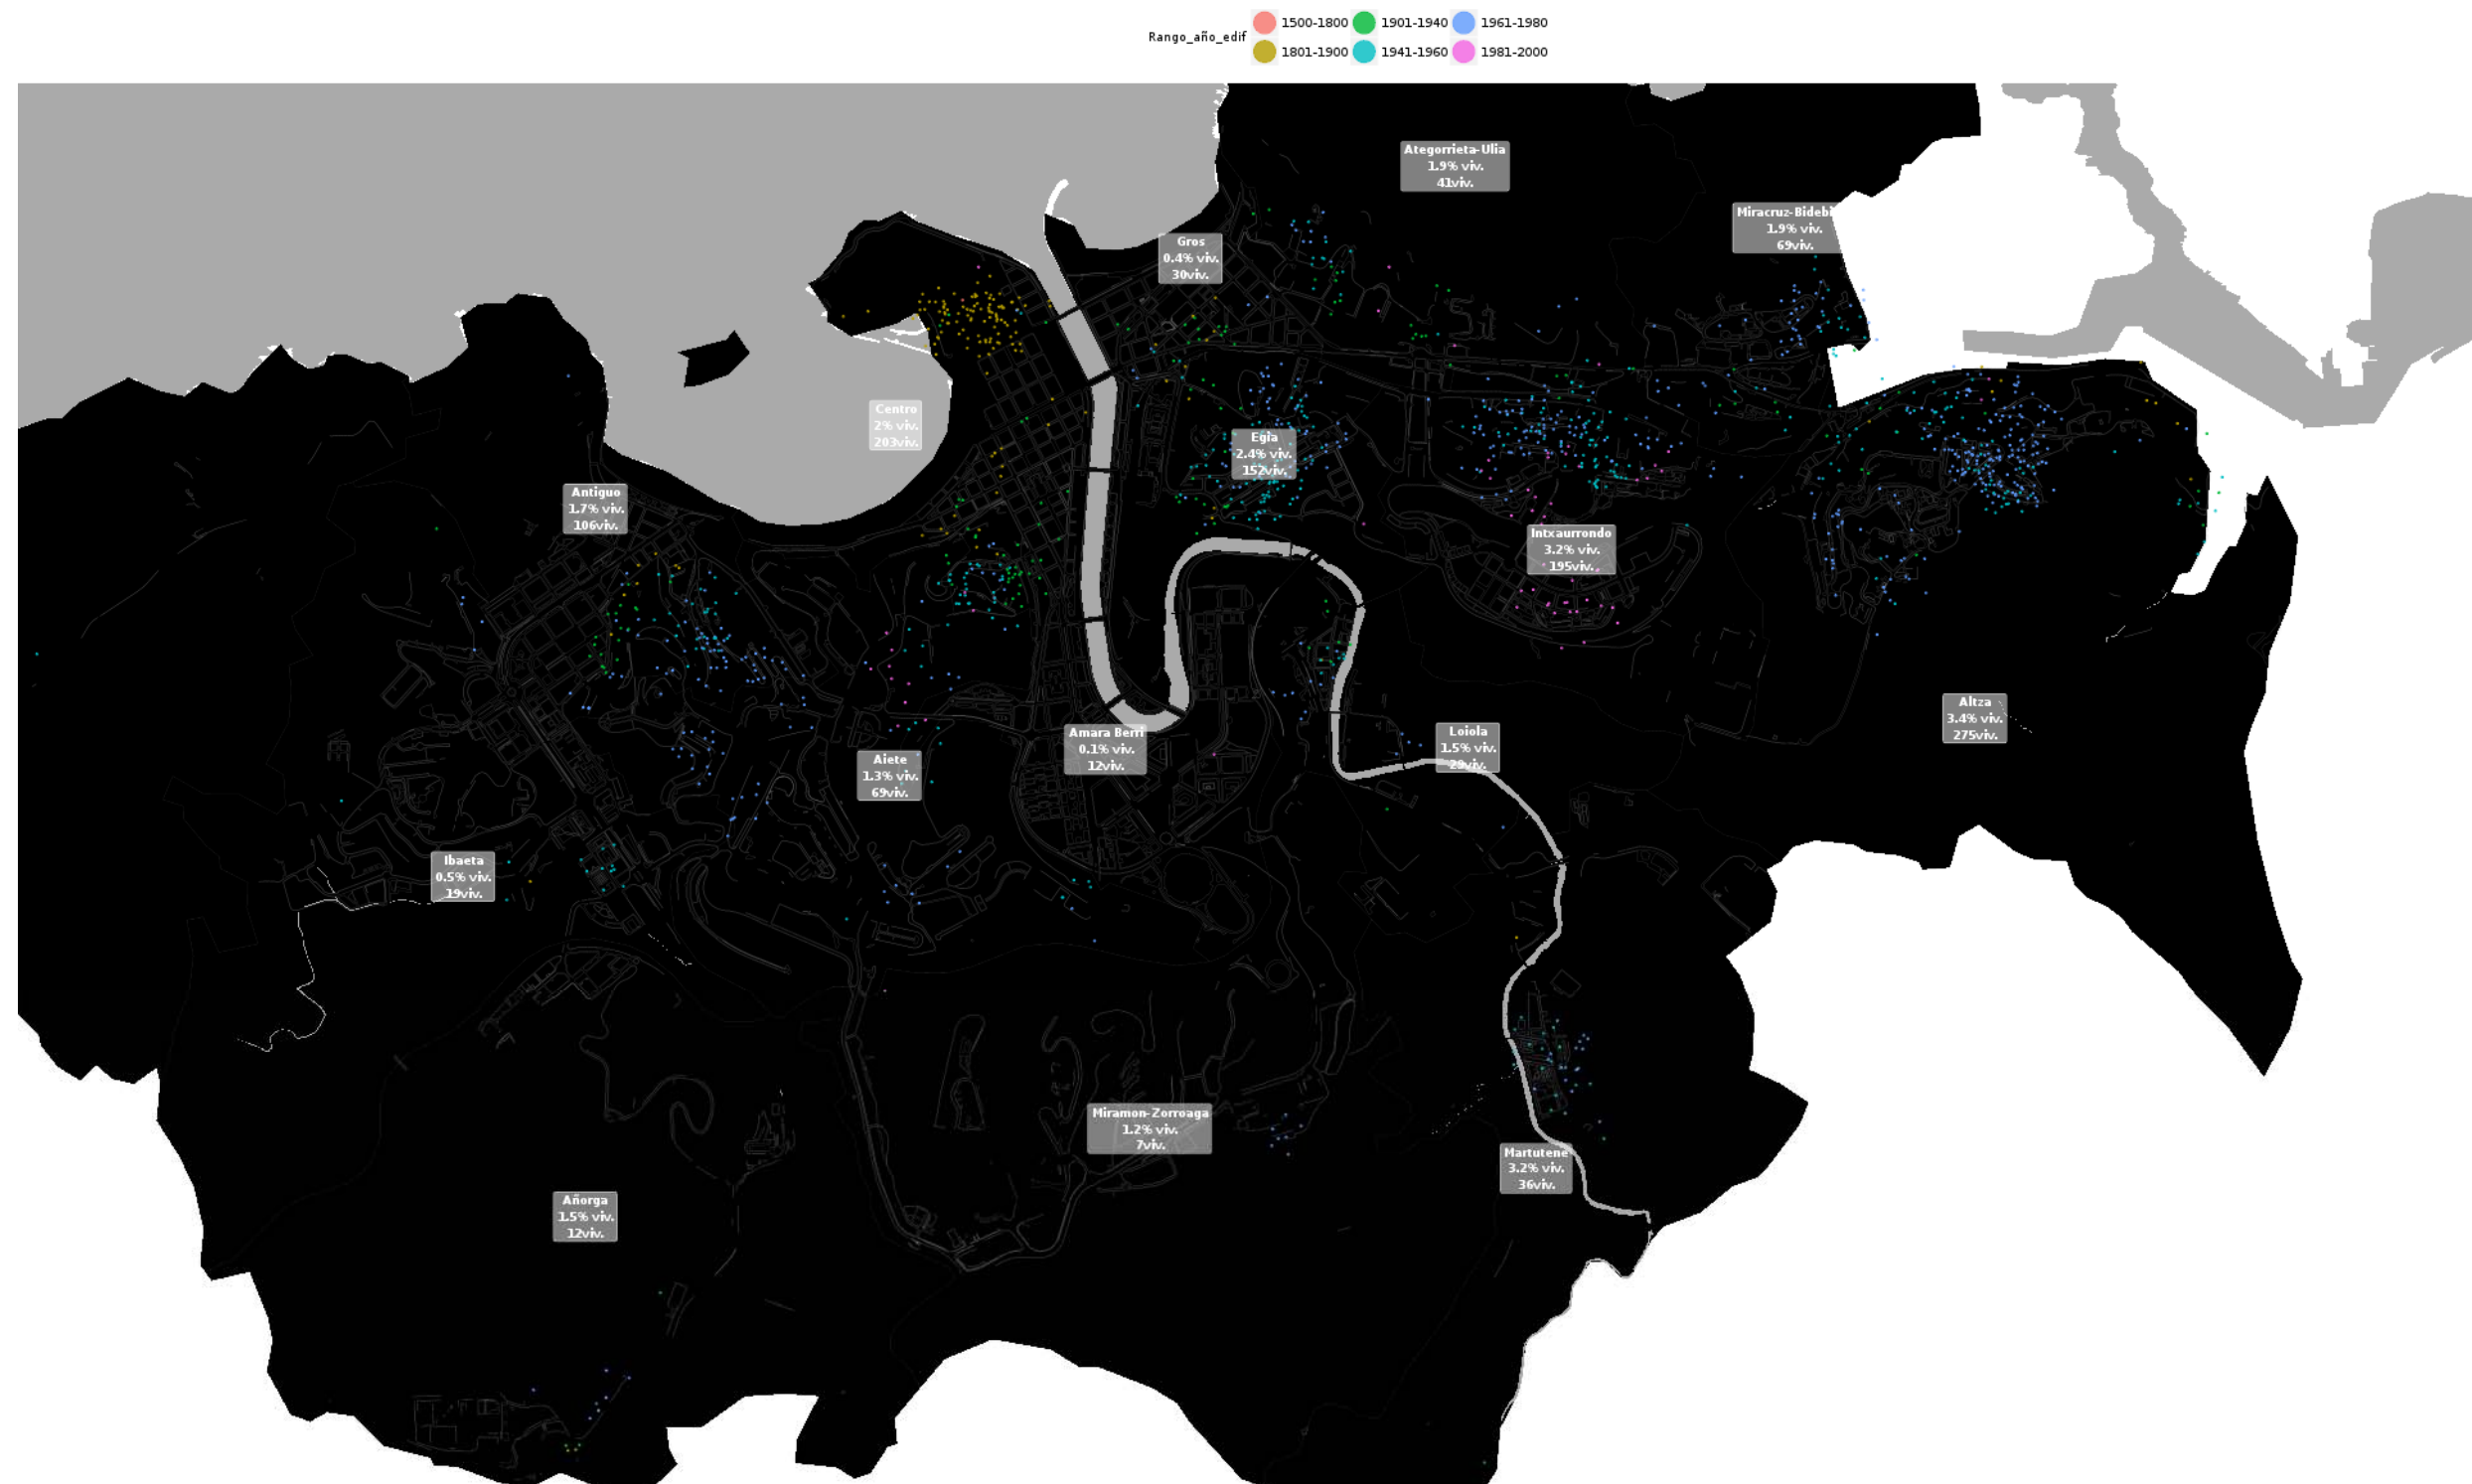 Rango_año_edif
1500-1800
1901-1940
1961-1980
1801-1900
1941-1960
1981-2000
Ategorrieta-Ulia
1.9% viv.
41viv.
Miracruz-Bidebi
1.9% viv.
69viv.
Gros
0.4% viv.
30viv.
Centro
2% viv.
203viv.
Egia
2.4% viv.
152viv.
Antiguo
1.7% viv.
106viv.
Intxaurrondo
3.2% viv.
195viv.
Altza
3.4% viv.
275viv.
Amara Berri
0.1% viv.
12viv.
Loiola
1.5% viv.
29viv.
Aiete
1.3% viv.
69viv.
Ibaeta
0.5% viv.
19viv.
Miramon-Zorroaga
1.2% viv.
7viv.
Martutene
3.2% viv.
36viv.
Añorga
1.5% viv.
12viv.